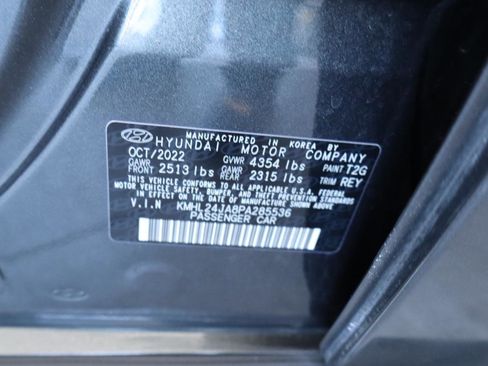 MANUFACTURED IN KOREA BY
HYUNDAI MOTOR COMPANY
OCT/2022 GVWR 4354 lbs PAINT T2G
GAWR FRONT 2513 lbs GAWR REAR 2315 lbs TRIM REY
THIS VEHICLE CONFORMS TO ALL APPLICABLE U.S.A. FEDERAL
MOTOR VEHICLE SAFETY, BUMPER, AND THEFT PREVENTION STANDARDS
IN EFFECT ON THE DATE OF MANUFACTURE SHOWN ABOVE.
V.I.N KMHL24JA8PA285536
PASSENGER CAR